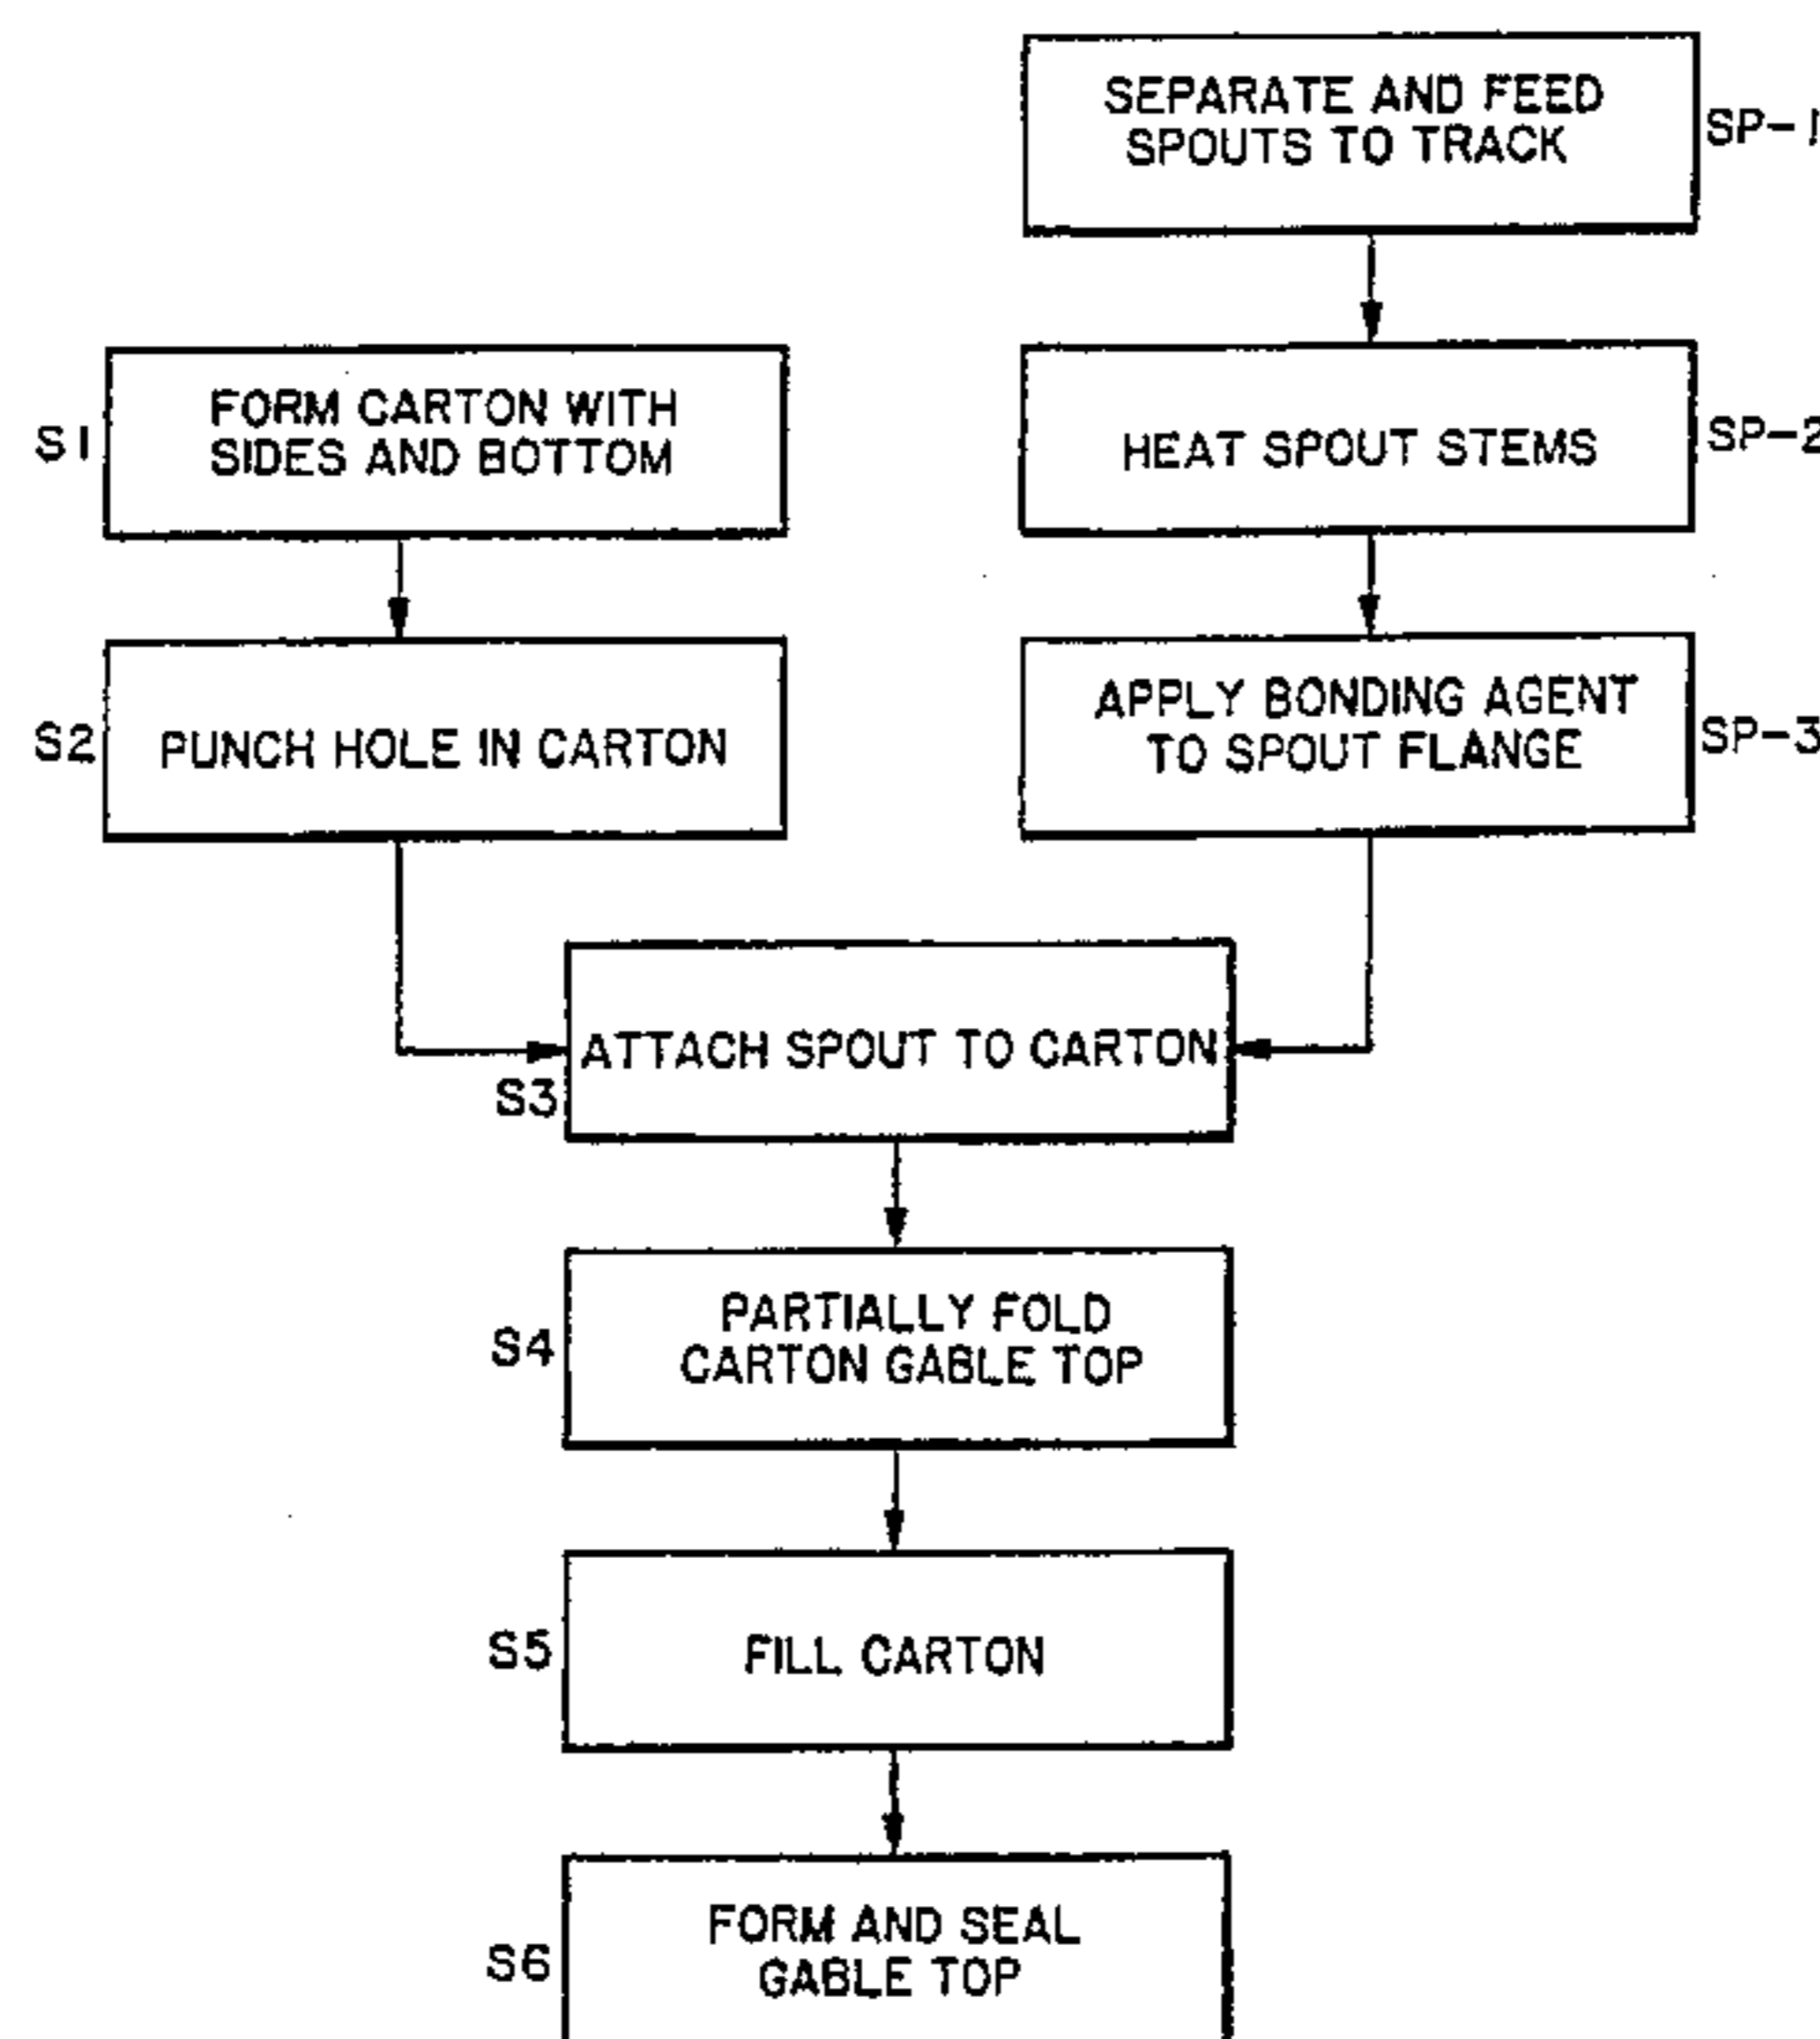 SEPARATE AND FEED
SPOUTS TO TRACK
SP-1
FORM CARTON WITH
SIDES AND BOTTOM
S1
HEAT SPOUT STEMS
SP-2
PUNCH HOLE IN CARTON
S2
APPLY BONDING AGENT
TO SPOUT FLANGE
SP-3
ATTACH SPOUT TO CARTON
S3
PARTIALLY FOLD
CARTON GABLE TOP
S4
FILL CARTON
S5
FORM AND SEAL
GABLE TOP
S6